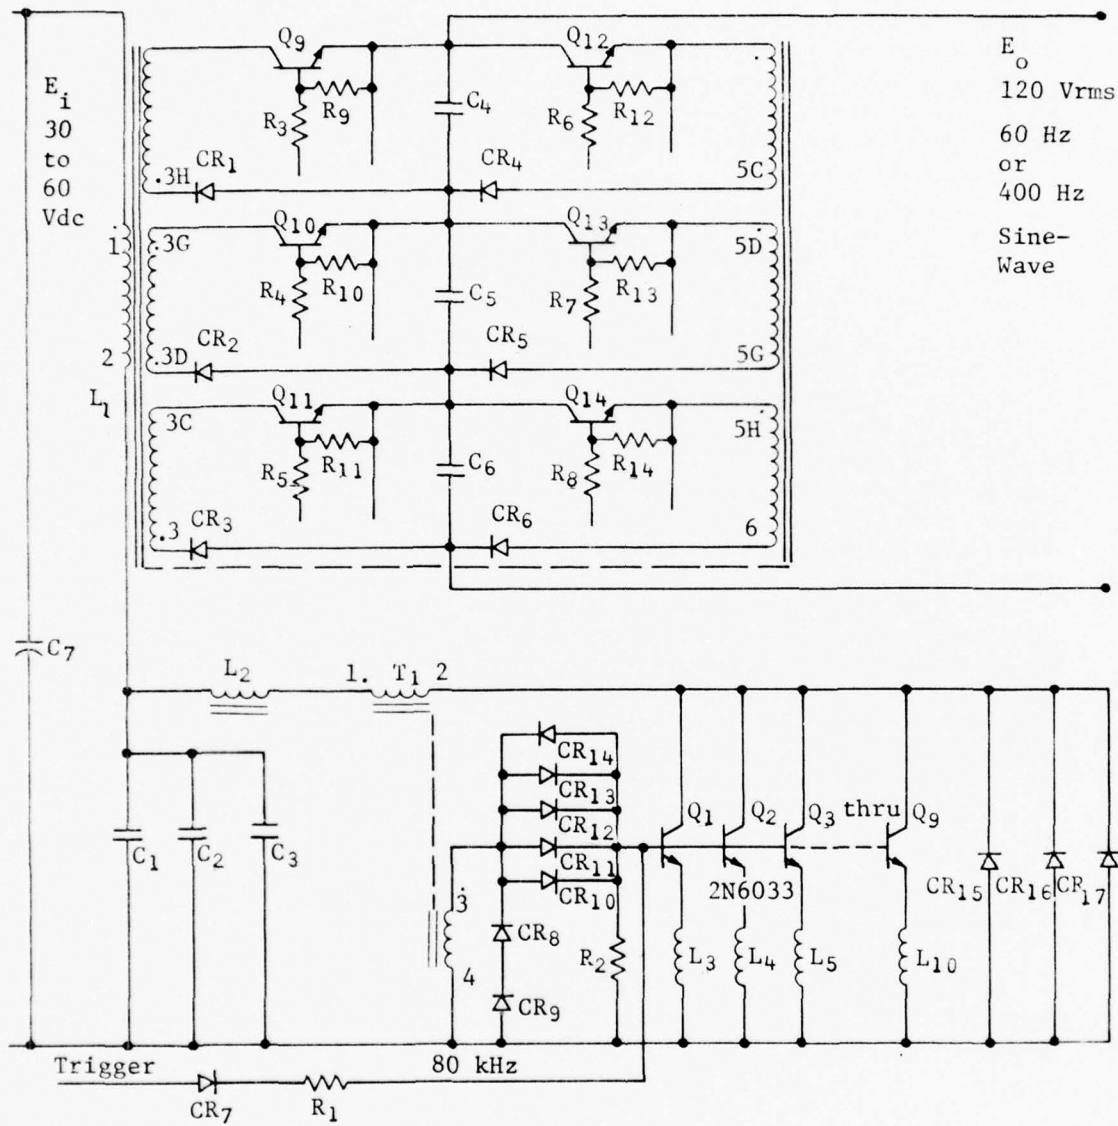 E_i
30
to
60
Vdc
Q9
Q12
E_o
120 Vrms
60 Hz
or
400 Hz
Sine-
Wave
R3
R9
C4
R6
R12
.3H
CR1
CR4
5C
1
.3G
Q10
Q13
5D
R4
R10
C5
R7
R13
2
.3D
CR2
CR5
5G
L1
3C
Q11
Q14
5H
R5
R11
C6
R8
R14
.3
CR3
CR6
6
C7
L2
1.
T1
2
CR14
CR13
CR12
CR11
CR10
Q1
Q2
Q3
thru
Q9
C1
C2
C3
2N6033
CR15
CR16
CR17
3
4
CR8
CR9
R2
L3
L4
L5
L10
Trigger
80 kHz
CR7
R1